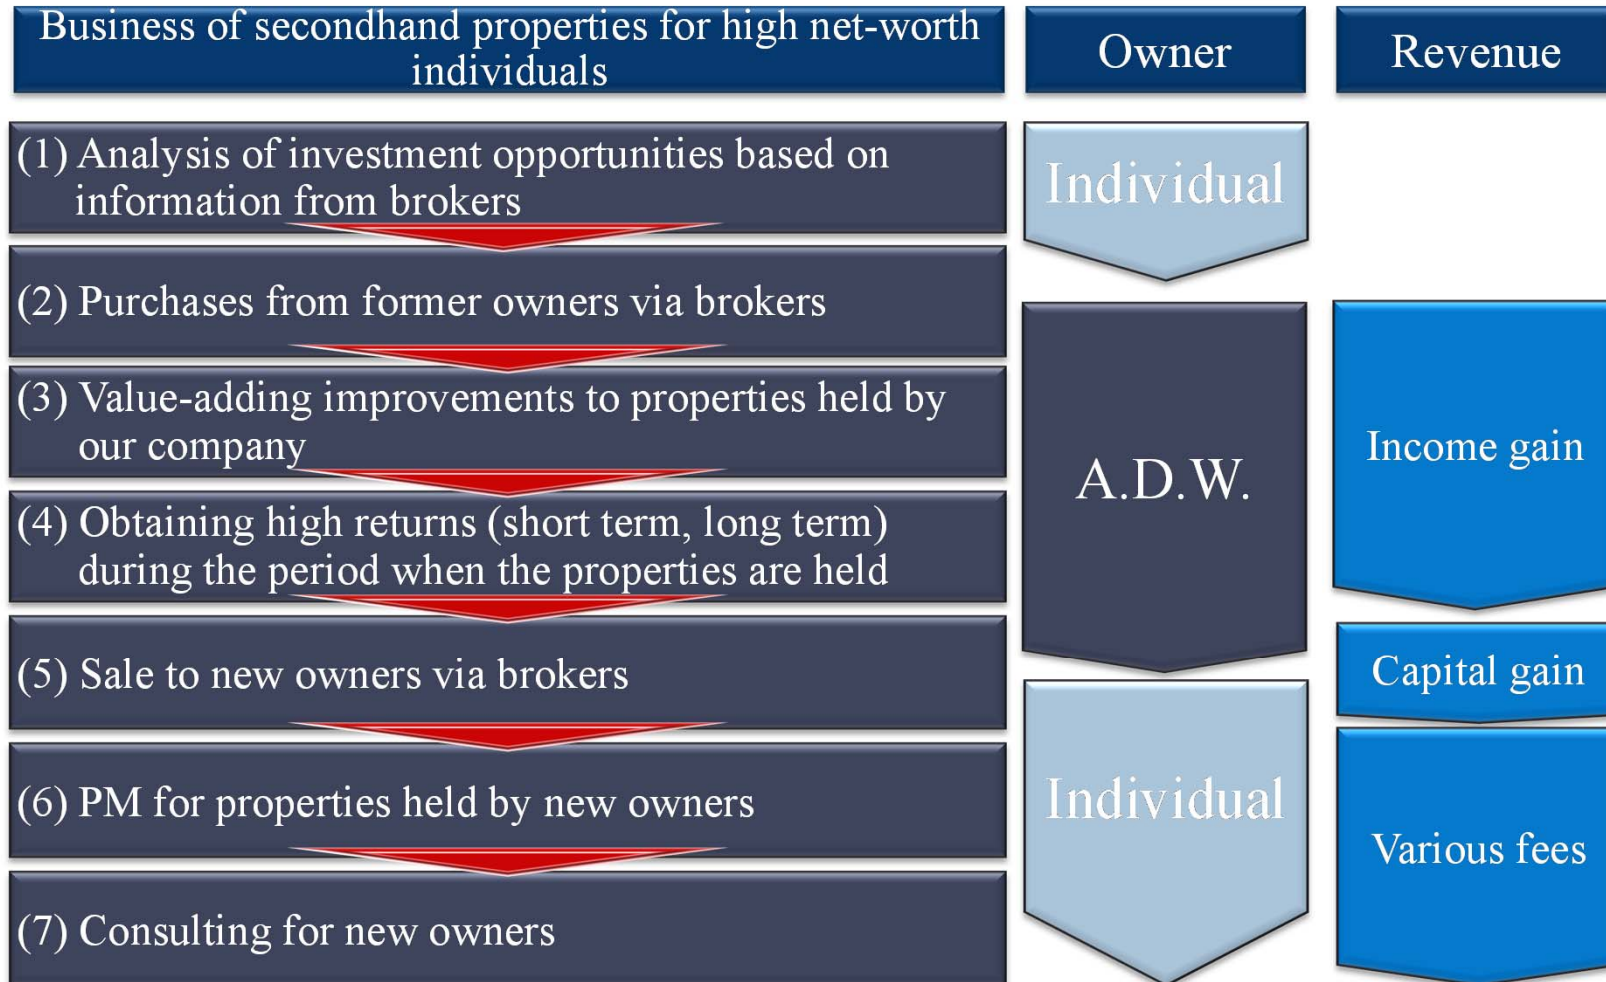 Business of secondhand properties for high net-worth
individuals
Owner
Revenue
(1) Analysis of investment opportunities based on
information from brokers
(2) Purchases from former owners via brokers
(3) Value-adding improvements to properties held by
our company
(4) Obtaining high returns (short term, long term)
during the period when the properties are held
(5) Sale to new owners via brokers
(6) PM for properties held by new owners
(7) Consulting for new owners
Individual
A.D.W.
Individual
Income gain
Capital gain
Various fees